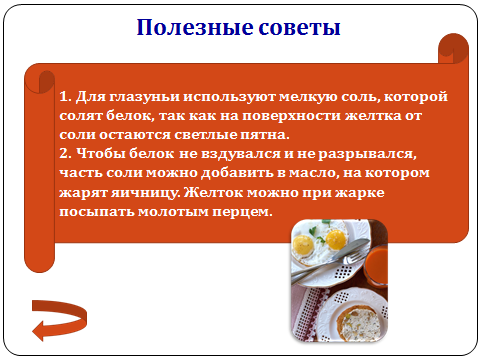 Полезные советы
1. Для глазуньи используют мелкую соль, которой
солят белок, так как на поверхности желтка от
соли остаются светлые пятна.
2. Чтобы белок не вздувался и не разрывался,
часть соли можно добавить в масло, на котором
жарят яичницу. Желток можно при жарке
посыпать молотым перцем.